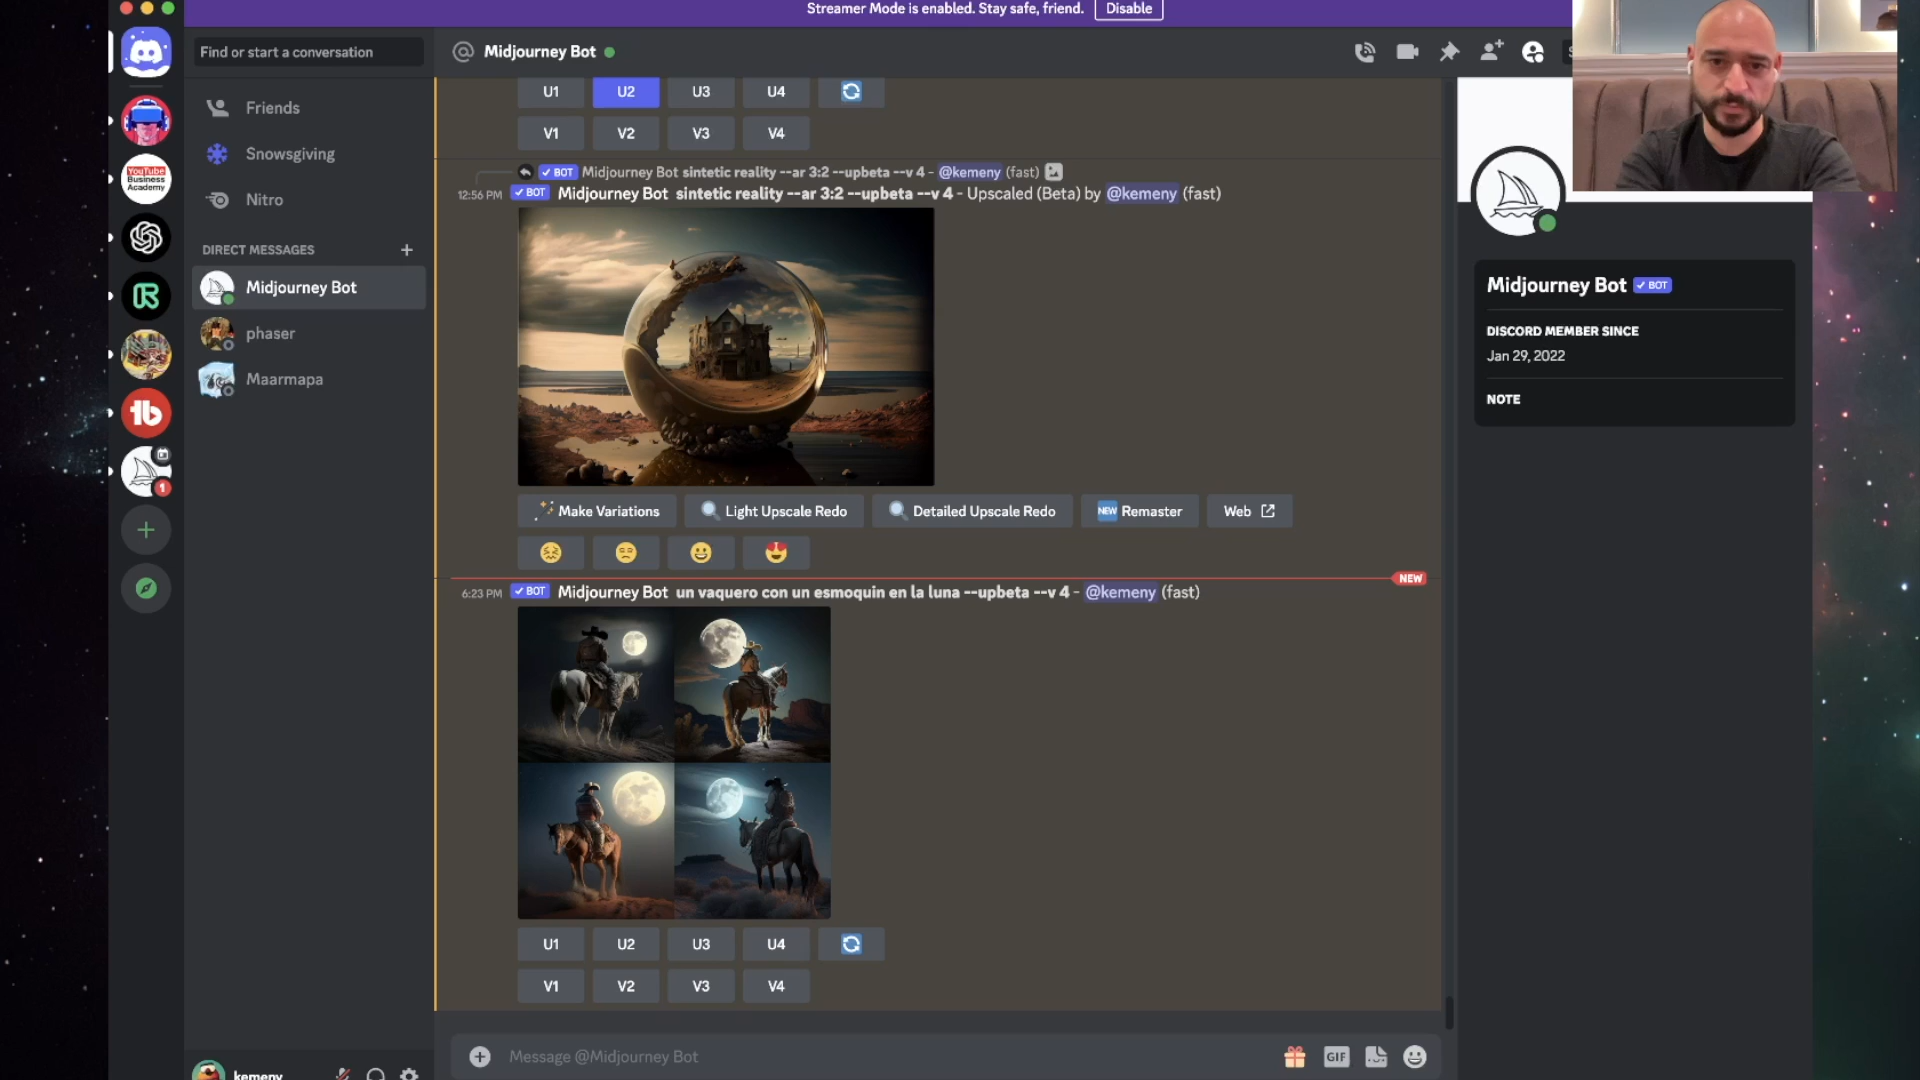 Streamer Mode is enabled. Stay safe, friend. Disable
Find or start a conversation
Midjourney Bot
Friends
Snowsgiving
Nitro
DIRECT MESSAGES
Midjourney Bot
phaser
Maarmapa
YouTube
Business
Academy
1
kemeny
U1 U2 U3 U4
V1 V2 V3 V4
BOT Midjourney Bot sintetic reality --ar 3:2 --upbeta --v 4 - @kemeny (fast)
12:56 PM BOT Midjourney Bot sintetic reality --ar 3:2 --upbeta --v 4 - Upscaled (Beta) by @kemeny (fast)
Make Variations Light Upscale Redo Detailed Upscale Redo NEW Remaster Web
NEW
6:23 PM BOT Midjourney Bot un vaquero con un esmoquin en la luna --upbeta --v 4 - @kemeny (fast)
U1 U2 U3 U4
V1 V2 V3 V4
Message @Midjourney Bot
GIF
Midjourney Bot BOT
DISCORD MEMBER SINCE
Jan 29, 2022
NOTE